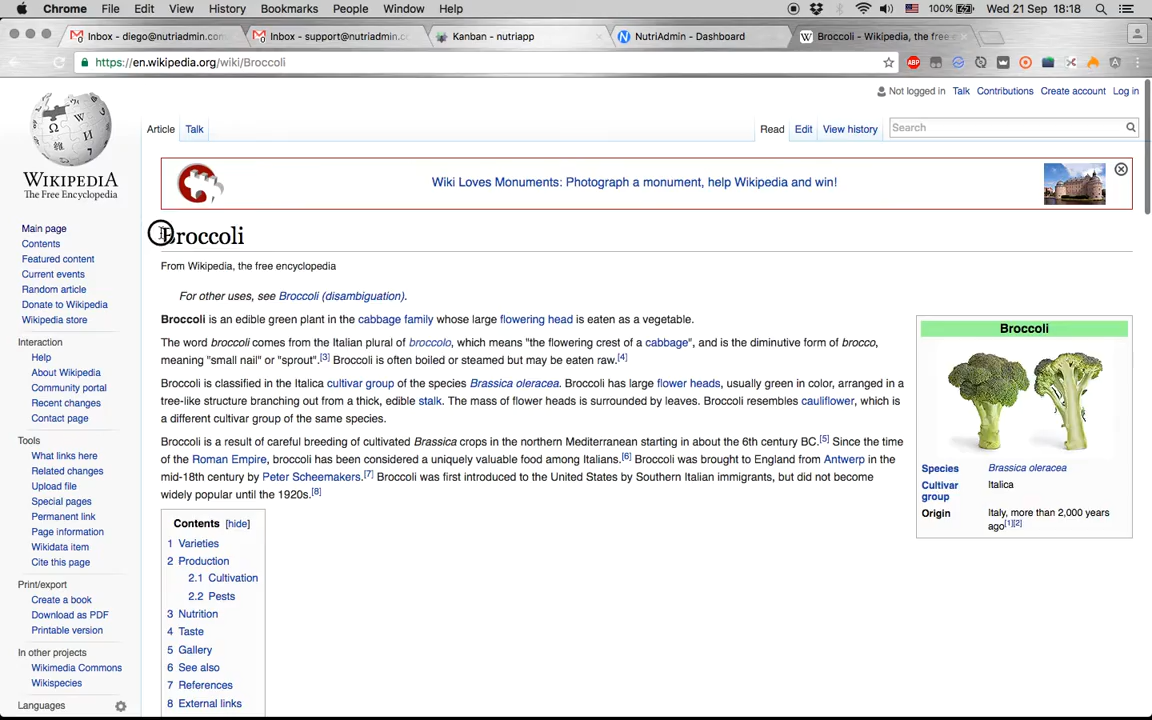 Chrome File Edit View History Bookmarks People Window Help 100% Wed 21 Sep 18:18
Inbox - diego@nutriadmin.com
Inbox - support@nutriadmin.c
Kanban - nutriapp
NutriAdmin - Dashboard
Broccoli - Wikipedia, the free e
https://en.wikipedia.org/wiki/Broccoli
ABP
Not logged in Talk Contributions Create account Log in
Article Talk Read Edit View history Search
WIKIPEDIA
The Free Encyclopedia
Wiki Loves Monuments: Photograph a monument, help Wikipedia and win!
Main page
Contents
Featured content
Current events
Random article
Donate to Wikipedia
Wikipedia store
Interaction
Help
About Wikipedia
Community portal
Recent changes
Contact page
Tools
What links here
Related changes
Upload file
Special pages
Permanent link
Page information
Wikidata item
Cite this page
Print/export
Create a book
Download as PDF
Printable version
In other projects
Wikimedia Commons
Wikispecies
Languages
Broccoli
From Wikipedia, the free encyclopedia
For other uses, see Broccoli (disambiguation).
Broccoli is an edible green plant in the cabbage family whose large flowering head is eaten as a vegetable.
The word broccoli comes from the Italian plural of broccolo, which means "the flowering crest of a cabbage", and is the diminutive form of brocco,
meaning "small nail" or "sprout".[3] Broccoli is often boiled or steamed but may be eaten raw.[4]
Broccoli is classified in the Italica cultivar group of the species Brassica oleracea. Broccoli has large flower heads, usually green in color, arranged in a
tree-like structure branching out from a thick, edible stalk. The mass of flower heads is surrounded by leaves. Broccoli resembles cauliflower, which is
a different cultivar group of the same species.
Broccoli is a result of careful breeding of cultivated Brassica crops in the northern Mediterranean starting in about the 6th century BC.[5] Since the time
of the Roman Empire, broccoli has been considered a uniquely valuable food among Italians.[6] Broccoli was brought to England from Antwerp in the
mid-18th century by Peter Scheemakers.[7] Broccoli was first introduced to the United States by Southern Italian immigrants, but did not become
widely popular until the 1920s.[8]
Contents [hide]
1 Varieties
2 Production
2.1 Cultivation
2.2 Pests
3 Nutrition
4 Taste
5 Gallery
6 See also
7 References
8 External links
Broccoli
Species Brassica oleracea
Cultivar group Italica
Origin Italy, more than 2,000 years
ago[1][2]